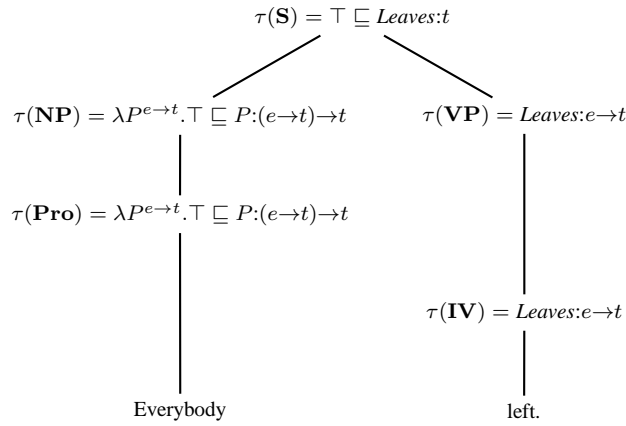 τ(S) = ⊤ ⊑ Leaves:t
τ(NP) = λP^{e→t}.⊤ ⊑ P:(e→t)→t
τ(VP) = Leaves:e→t
τ(Pro) = λP^{e→t}.⊤ ⊑ P:(e→t)→t
τ(IV) = Leaves:e→t
Everybody
left.